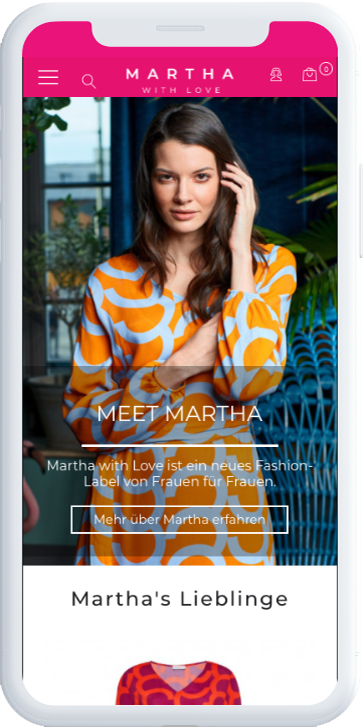 MARTHA
WITH LOVE
0
MEET MARTHA
Martha with Love ist ein neues Fashion-
Label von Frauen für Frauen.
Mehr über Martha erfahren
Martha's Lieblinge